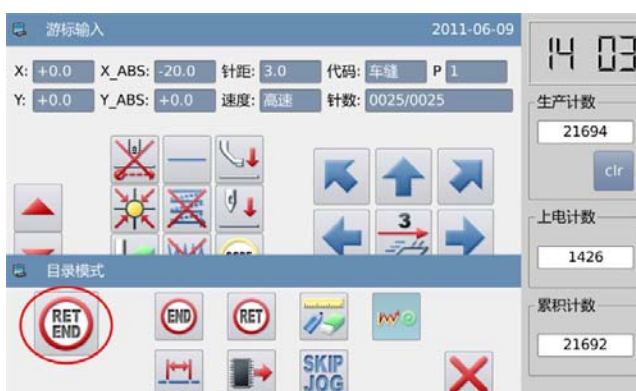 游标输入 2011-06-09
X: +0.0 X_ABS: -20.0 针距: 3.0 代码: 车缝 P 1
Y: +0.0 Y_ABS: +0.0 速度: 高速 针数: 0025/0025
14 03
生产计数
21694
clr
上电计数
1426
累积计数
21692
3
目录模式
RET END
END
RET
SKIP JOG